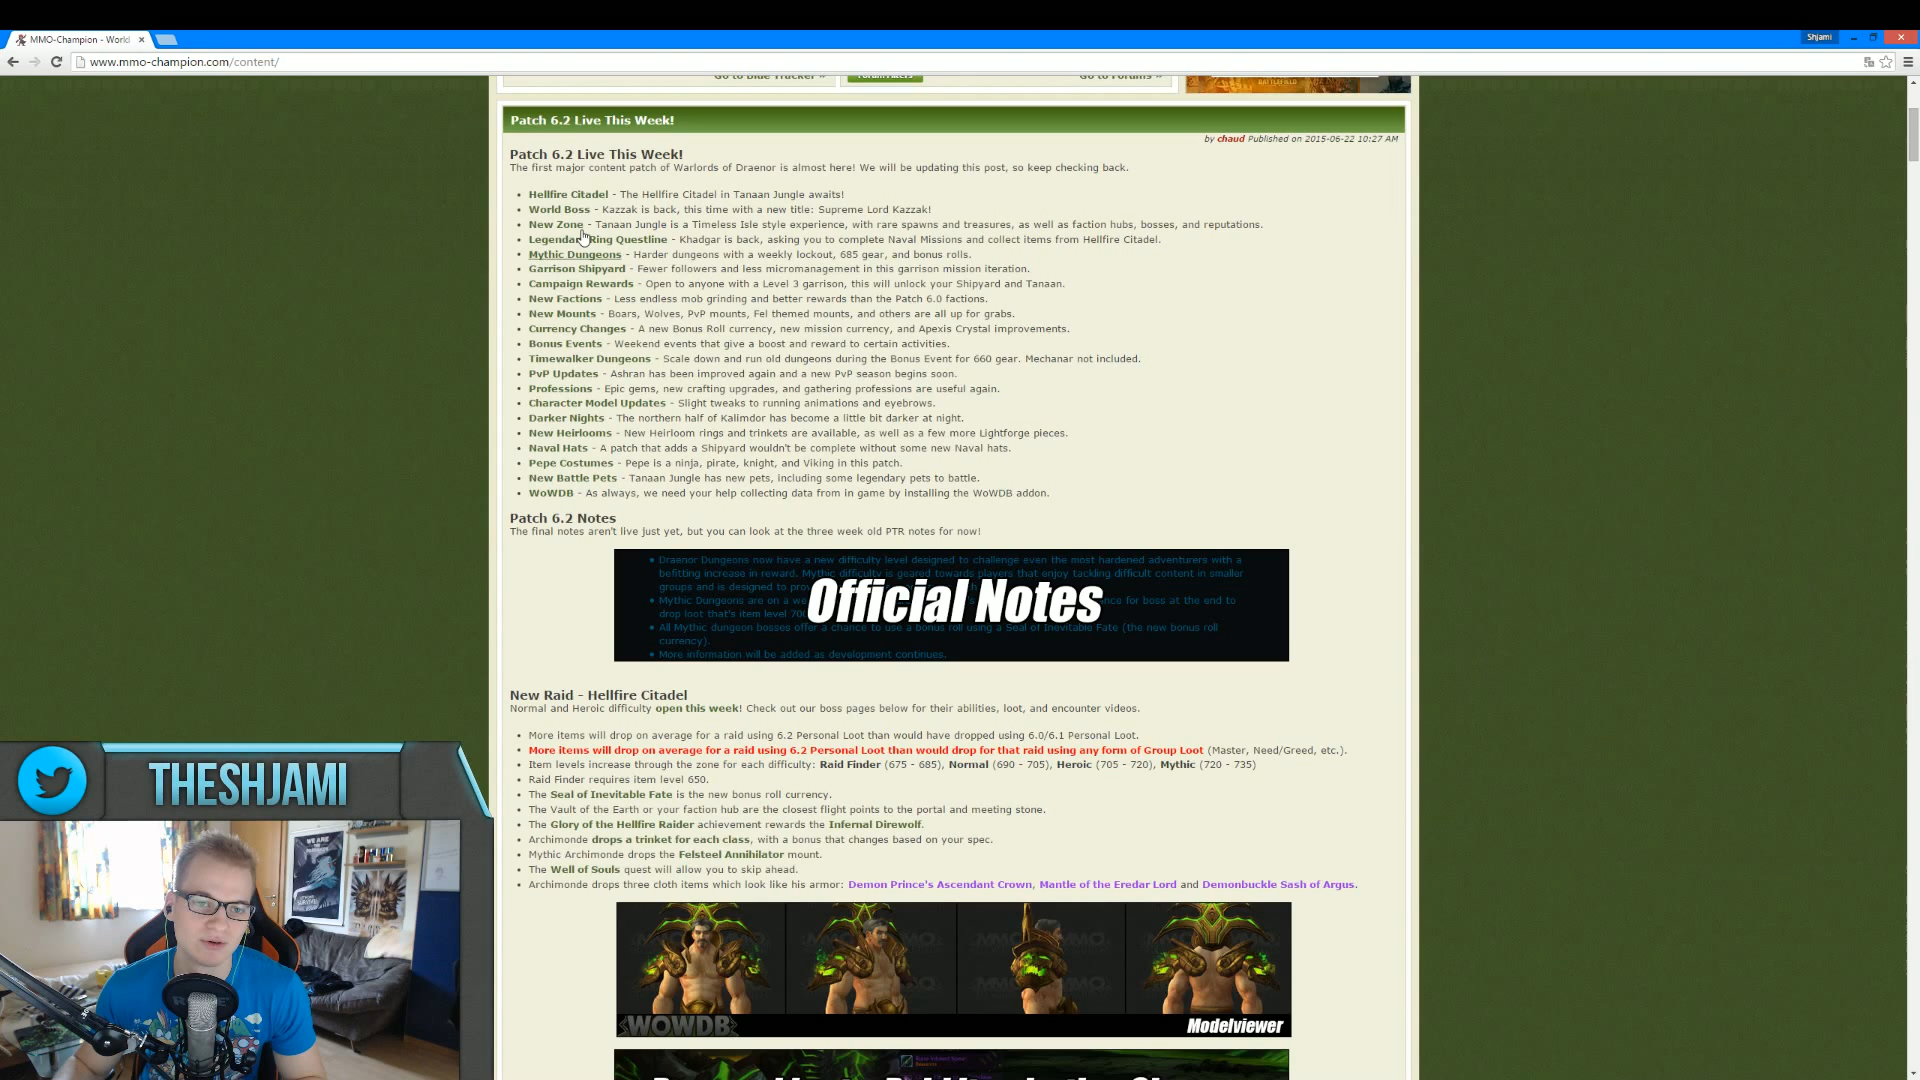 MMO-Champion - World
Shjami
www.mmo-champion.com/content/
Go to Blue Tracker »
Forum Filters
Go to Forums »
BATTLEFIELD
Patch 6.2 Live This Week!
by chaud Published on 2015-06-22 10:27 AM
Patch 6.2 Live This Week!
The first major content patch of Warlords of Draenor is almost here! We will be updating this post, so keep checking back.
• Hellfire Citadel - The Hellfire Citadel in Tanaan Jungle awaits!
• World Boss - Kazzak is back, this time with a new title: Supreme Lord Kazzak!
• New Zone - Tanaan Jungle is a Timeless Isle style experience, with rare spawns and treasures, as well as faction hubs, bosses, and reputations.
• Legendary Ring Questline - Khadgar is back, asking you to complete Naval Missions and collect items from Hellfire Citadel.
• Mythic Dungeons - Harder dungeons with a weekly lockout, 685 gear, and bonus rolls.
• Garrison Shipyard - Fewer followers and less micromanagement in this garrison mission iteration.
• Campaign Rewards - Open to anyone with a Level 3 garrison, this will unlock your Shipyard and Tanaan.
• New Factions - Less endless mob grinding and better rewards than the Patch 6.0 factions.
• New Mounts - Boars, Wolves, PvP mounts, Fel themed mounts, and others are all up for grabs.
• Currency Changes - A new Bonus Roll currency, new mission currency, and Apexis Crystal improvements.
• Bonus Events - Weekend events that give a boost and reward to certain activities.
• Timewalker Dungeons - Scale down and run old dungeons during the Bonus Event for 660 gear. Mechanar not included.
• PvP Updates - Ashran has been improved again and a new PvP season begins soon.
• Professions - Epic gems, new crafting upgrades, and gathering professions are useful again.
• Character Model Updates - Slight tweaks to running animations and eyebrows.
• Darker Nights - The northern half of Kalimdor has become a little bit darker at night.
• New Heirlooms - New Heirloom rings and trinkets are available, as well as a few more Lightforge pieces.
• Naval Hats - A patch that adds a Shipyard wouldn't be complete without some new Naval hats.
• Pepe Costumes - Pepe is a ninja, pirate, knight, and Viking in this patch.
• New Battle Pets - Tanaan Jungle has new pets, including some legendary pets to battle.
• WoWDB - As always, we need your help collecting data from in game by installing the WoWDB addon.
Patch 6.2 Notes
The final notes aren't live just yet, but you can look at the three week old PTR notes for now!
• Draenor Dungeons now have a new difficulty level designed to challenge even the most hardened adventurers with a
befitting increase in reward. Mythic difficulty is geared towards players that enjoy tackling difficult content in smaller
groups and is designed to
• Mythic Dungeons are on a chance for boss at the end to
drop loot that's item level 700
• All Mythic dungeon bosses offer a chance to use a bonus roll using a Seal of Inevitable Fate (the new bonus roll
currency).
• More information will be added as development continues.
Official Notes
New Raid - Hellfire Citadel
Normal and Heroic difficulty open this week! Check out our boss pages below for their abilities, loot, and encounter videos.
• More items will drop on average for a raid using 6.2 Personal Loot than would have dropped using 6.0/6.1 Personal Loot.
• More items will drop on average for a raid using 6.2 Personal Loot than would drop for that raid using any form of Group Loot (Master, Need/Greed, etc.).
• Item levels increase through the zone for each difficulty: Raid Finder (675 - 685), Normal (690 - 705), Heroic (705 - 720), Mythic (720 - 735)
• Raid Finder requires item level 650.
• The Seal of Inevitable Fate is the new bonus roll currency.
• The Vault of the Earth or your faction hub are the closest flight points to the portal and meeting stone.
• The Glory of the Hellfire Raider achievement rewards the Infernal Direwolf.
• Archimonde drops a trinket for each class, with a bonus that changes based on your spec.
• Mythic Archimonde drops the Felsteel Annihilator mount.
• The Well of Souls quest will allow you to skip ahead.
• Archimonde drops three cloth items which look like his armor: Demon Prince's Ascendant Crown, Mantle of the Eredar Lord and Demonbuckle Sash of Argus.
WOWDB
Modelviewer
THESHJAMI
WE ARE THE